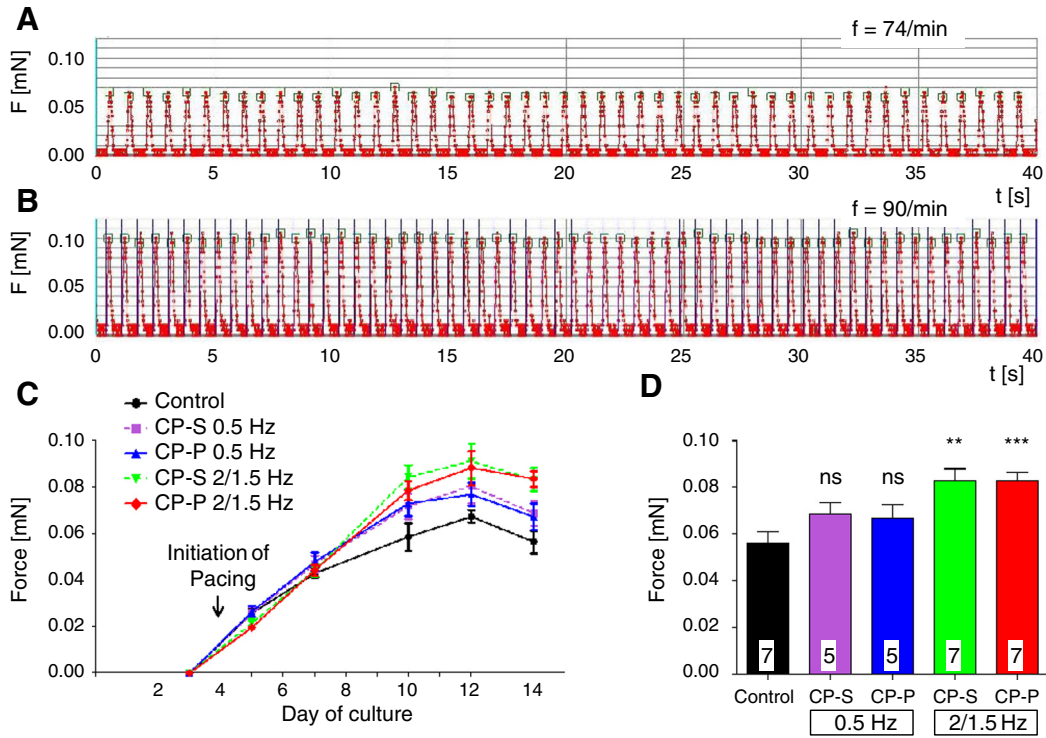 A
f = 74/min
F [mN]
0.10
0.05
0.00
0 5 10 15 20 25 30 35 40
t [s]
B
f = 90/min
F [mN]
0.10
0.05
0.00
0 5 10 15 20 25 30 35 40
t [s]
C
Control
CP-S 0.5 Hz
CP-P 0.5 Hz
CP-S 2/1.5 Hz
CP-P 2/1.5 Hz
Force [mN]
0.10
0.08
0.06
0.04
0.02
0.00
Initiation of
Pacing
2 4 6 8 10 12 14
Day of culture
D
Force [mN]
0.10
0.08
0.06
0.04
0.02
0.00
ns ns ** ***
7 5 5 7 7
Control CP-S CP-P CP-S CP-P
0.5 Hz 2/1.5 Hz